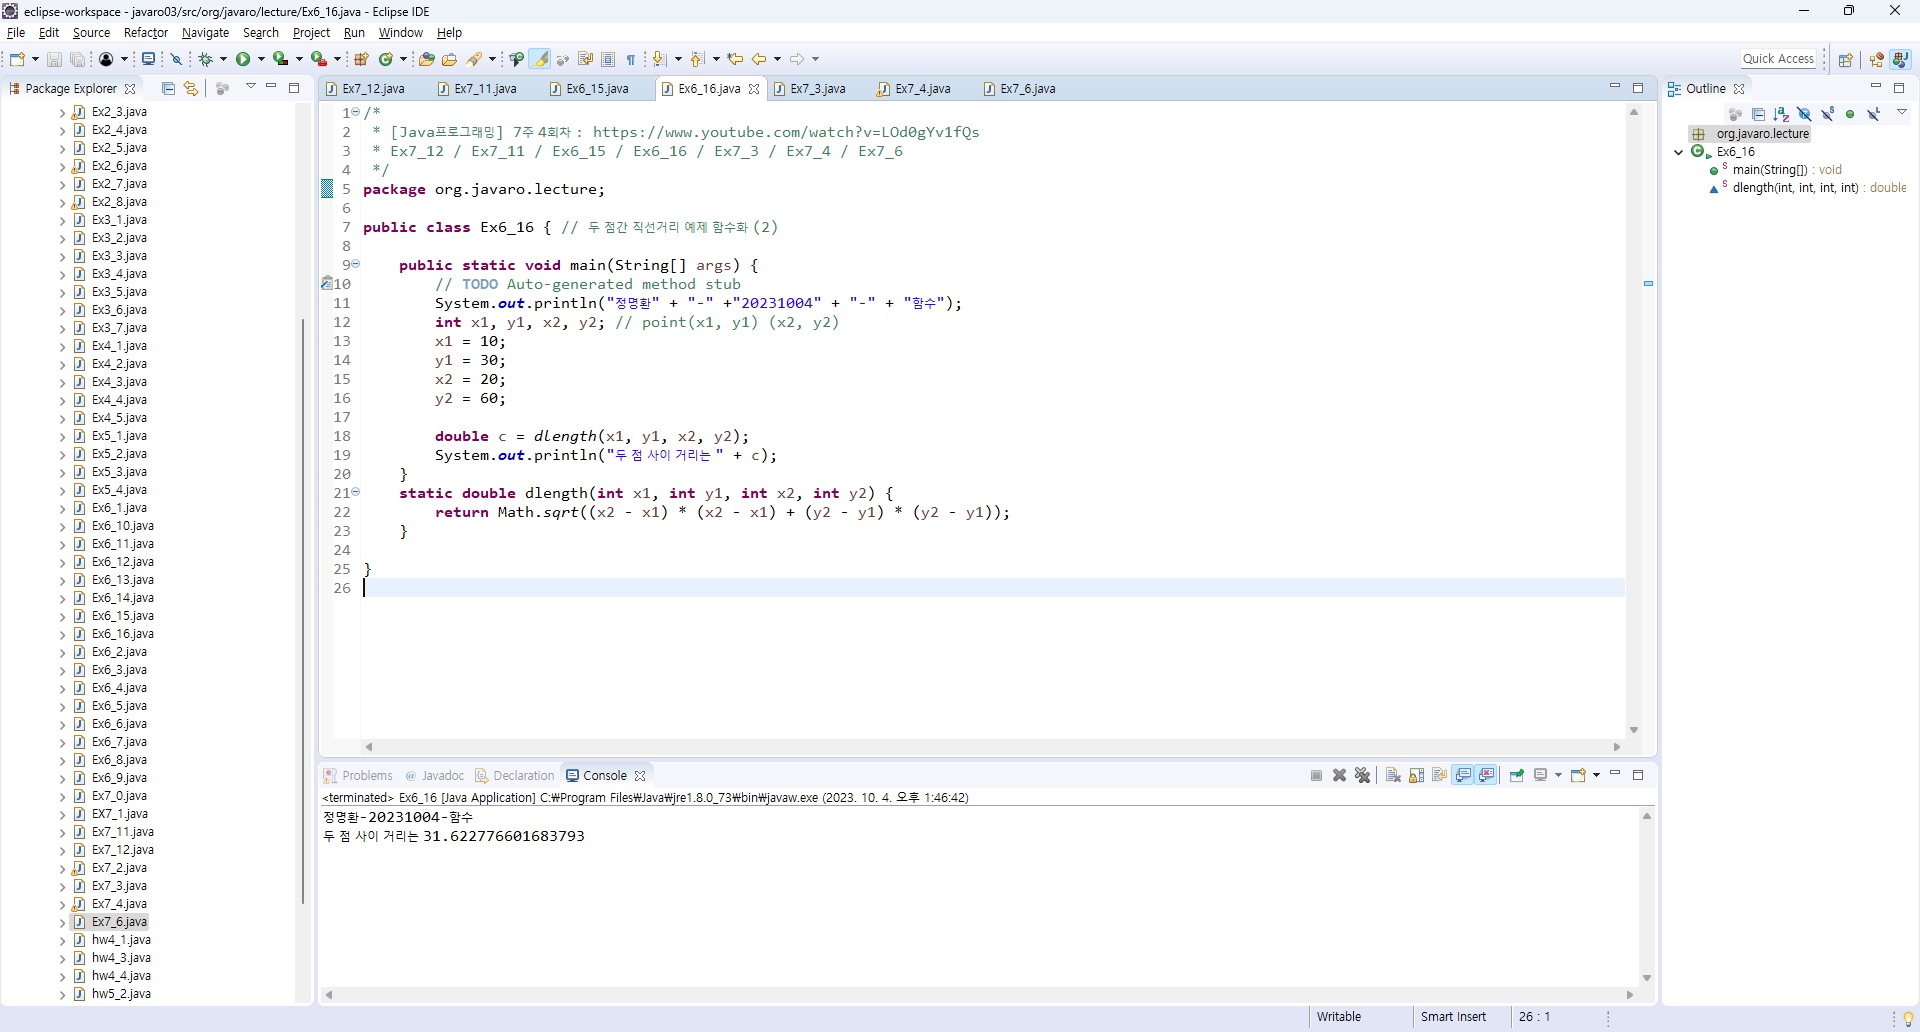 eclipse-workspace - javaro03/src/org/javaro/lecture/Ex6_16.java - Eclipse IDE
File Edit Source Refactor Navigate Search Project Run Window Help
Quick Access
Package Explorer
Ex2_3.java
Ex2_4.java
Ex2_5.java
Ex2_6.java
Ex2_7.java
Ex2_8.java
Ex3_1.java
Ex3_2.java
Ex3_3.java
Ex3_4.java
Ex3_5.java
Ex3_6.java
Ex3_7.java
Ex4_1.java
Ex4_2.java
Ex4_3.java
Ex4_4.java
Ex4_5.java
Ex5_1.java
Ex5_2.java
Ex5_3.java
Ex5_4.java
Ex6_1.java
Ex6_10.java
Ex6_11.java
Ex6_12.java
Ex6_13.java
Ex6_14.java
Ex6_15.java
Ex6_16.java
Ex6_2.java
Ex6_3.java
Ex6_4.java
Ex6_5.java
Ex6_6.java
Ex6_7.java
Ex6_8.java
Ex6_9.java
Ex7_0.java
EX7_1.java
Ex7_11.java
Ex7_12.java
Ex7_2.java
Ex7_3.java
Ex7_4.java
Ex7_6.java
hw4_1.java
hw4_3.java
hw4_4.java
hw5_2.java
Ex7_12.java Ex7_11.java Ex6_15.java Ex6_16.java Ex7_3.java Ex7_4.java Ex7_6.java
1 /*
2 * [Java프로그래밍] 7주 4회차 : https://www.youtube.com/watch?v=LOd0gYv1fQs
3 * Ex7_12 / Ex7_11 / Ex6_15 / Ex6_16 / Ex7_3 / Ex7_4 / Ex7_6
4 */
5 package org.javaro.lecture;
6
7 public class Ex6_16 { // 두 점간 직선거리 예제 함수화 (2)
8
9 public static void main(String[] args) {
10 // TODO Auto-generated method stub
11 System.out.println("정명환" + "-" +"20231004" + "-" + "함수");
12 int x1, y1, x2, y2; // point(x1, y1) (x2, y2)
13 x1 = 10;
14 y1 = 30;
15 x2 = 20;
16 y2 = 60;
17
18 double c = dlength(x1, y1, x2, y2);
19 System.out.println("두 점 사이 거리는 " + c);
20 }
21 static double dlength(int x1, int y1, int x2, int y2) {
22 return Math.sqrt((x2 - x1) * (x2 - x1) + (y2 - y1) * (y2 - y1));
23 }
24
25 }
26
Outline
org.javaro.lecture
Ex6_16
main(String[]) : void
dlength(int, int, int, int) : double
Problems Javadoc Declaration Console
<terminated> Ex6_16 [Java Application] C:₩Program Files₩Java₩jre1.8.0_73₩bin₩javaw.exe (2023. 10. 4. 오후 1:46:42)
정명환-20231004-함수
두 점 사이 거리는 31.622776601683793
Writable Smart Insert 26 : 1